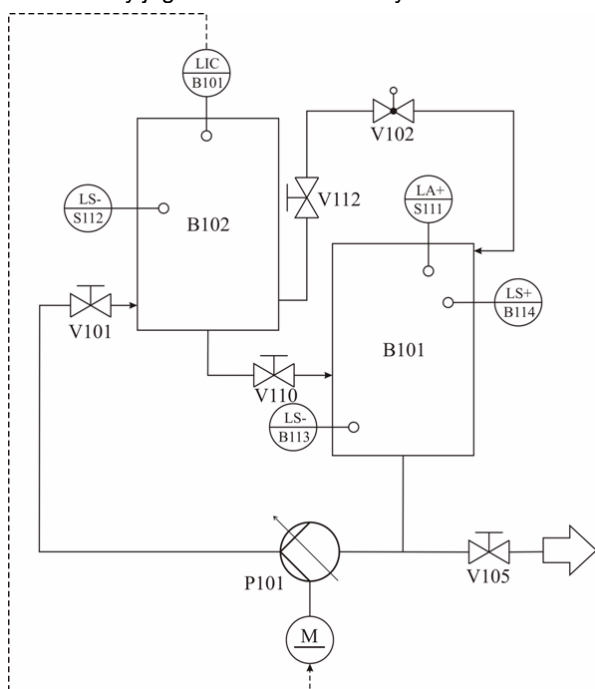 LIC
B101
V102
LS-
S112
V112
LA+
S111
B102
LS+
B114
V101
B101
V110
LS-
B113
P101
V105
M